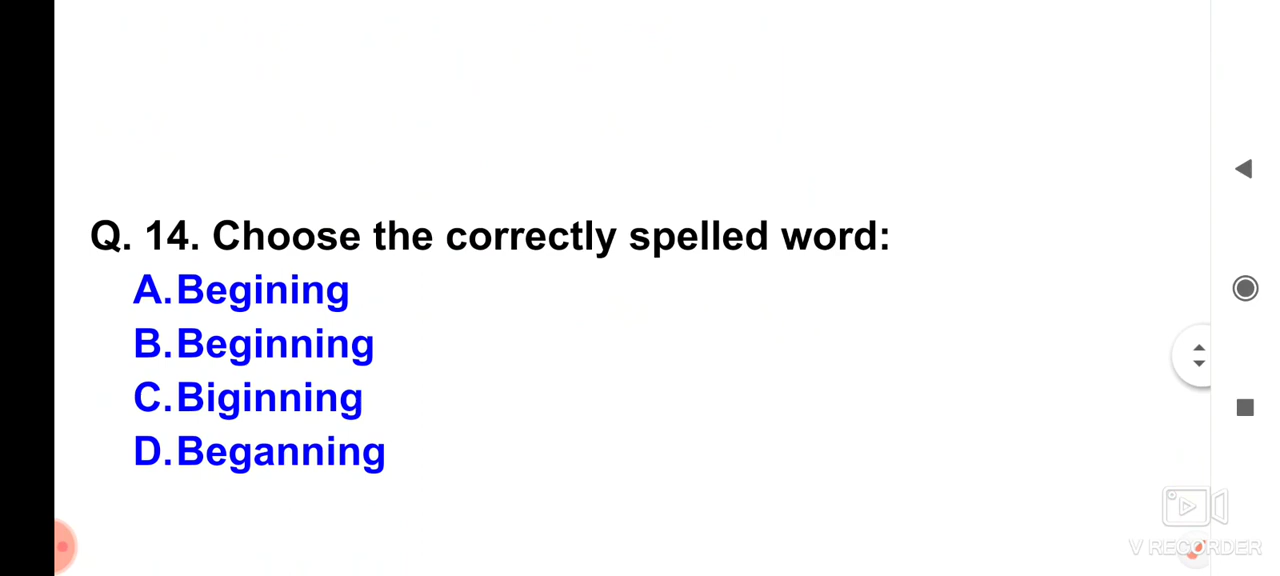 Q. 14. Choose the correctly spelled word:
A.Begining
B.Beginning
C.Biginning
D.Beganning
V RECORDER